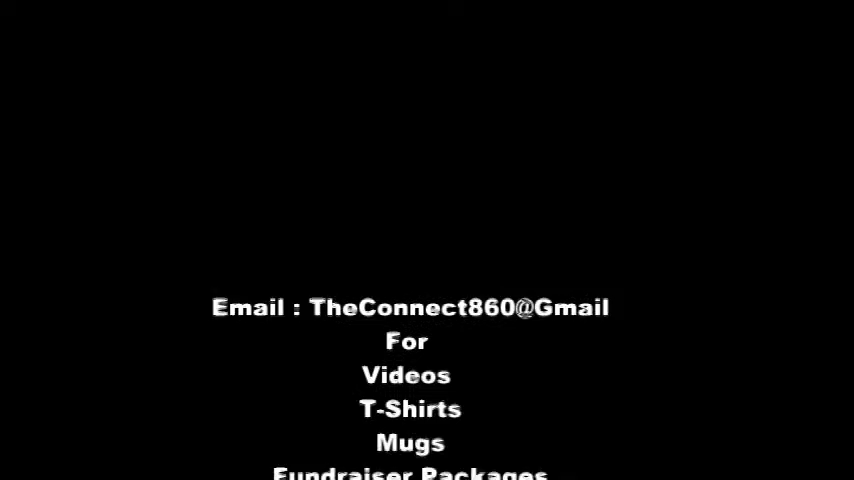 Email : TheConnect860@Gmail
For
Videos
T-Shirts
Mugs
Fundraiser Packages